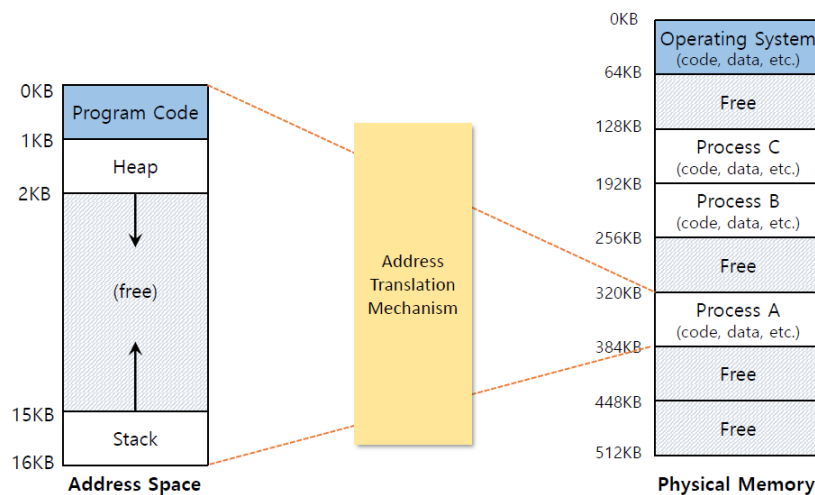 0KB
Program Code
1KB
Heap
2KB
(free)
15KB
Stack
16KB
Address Space
Address
Translation
Mechanism
0KB
Operating System
(code, data, etc.)
64KB
Free
128KB
Process C
(code, data, etc.)
192KB
Process B
(code, data, etc.)
256KB
Free
320KB
Process A
(code, data, etc.)
384KB
Free
448KB
Free
512KB
Physical Memory